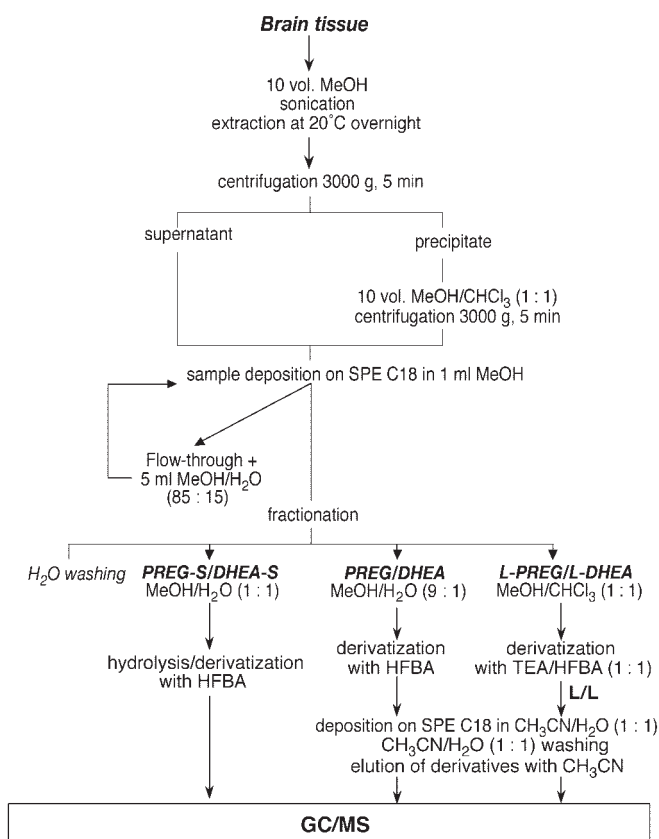 Brain tissue
10 vol. MeOH
sonication
extraction at 20°C overnight
centrifugation 3000 g, 5 min
supernatant
precipitate
10 vol. MeOH/CHCl₃ (1 : 1)
centrifugation 3000 g, 5 min
sample deposition on SPE C18 in 1 ml MeOH
Flow-through +
5 ml MeOH/H₂O
(85 : 15)
fractionation
H₂O washing
PREG-S/DHEA-S
MeOH/H₂O (1 : 1)
PREG/DHEA
MeOH/H₂O (9 : 1)
L-PREG/L-DHEA
MeOH/CHCl₃ (1 : 1)
hydrolysis/derivatization
with HFBA
derivatization
with HFBA
derivatization
with TEA/HFBA (1 : 1)
L/L
deposition on SPE C18 in CH₃CN/H₂O (1 : 1)
CH₃CN/H₂O (1 : 1) washing
elution of derivatives with CH₃CN
GC/MS